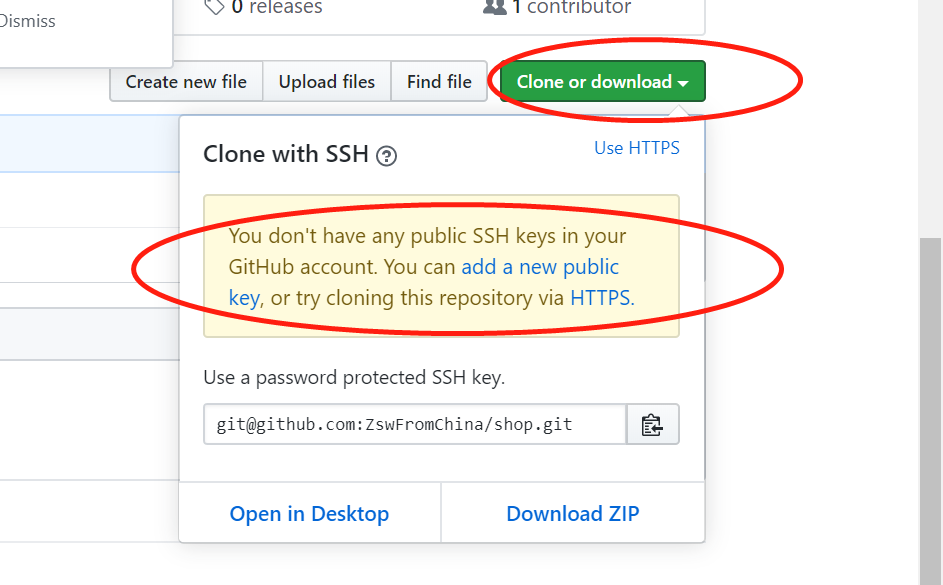 0 releases
1 contributor
Dismiss
Create new file
Upload files
Find file
Clone or download
Clone with SSH ?
Use HTTPS
You don't have any public SSH keys in your
GitHub account. You can add a new public
key, or try cloning this repository via HTTPS.
Use a password protected SSH key.
git@github.com:ZswFromChina/shop.git
Open in Desktop
Download ZIP